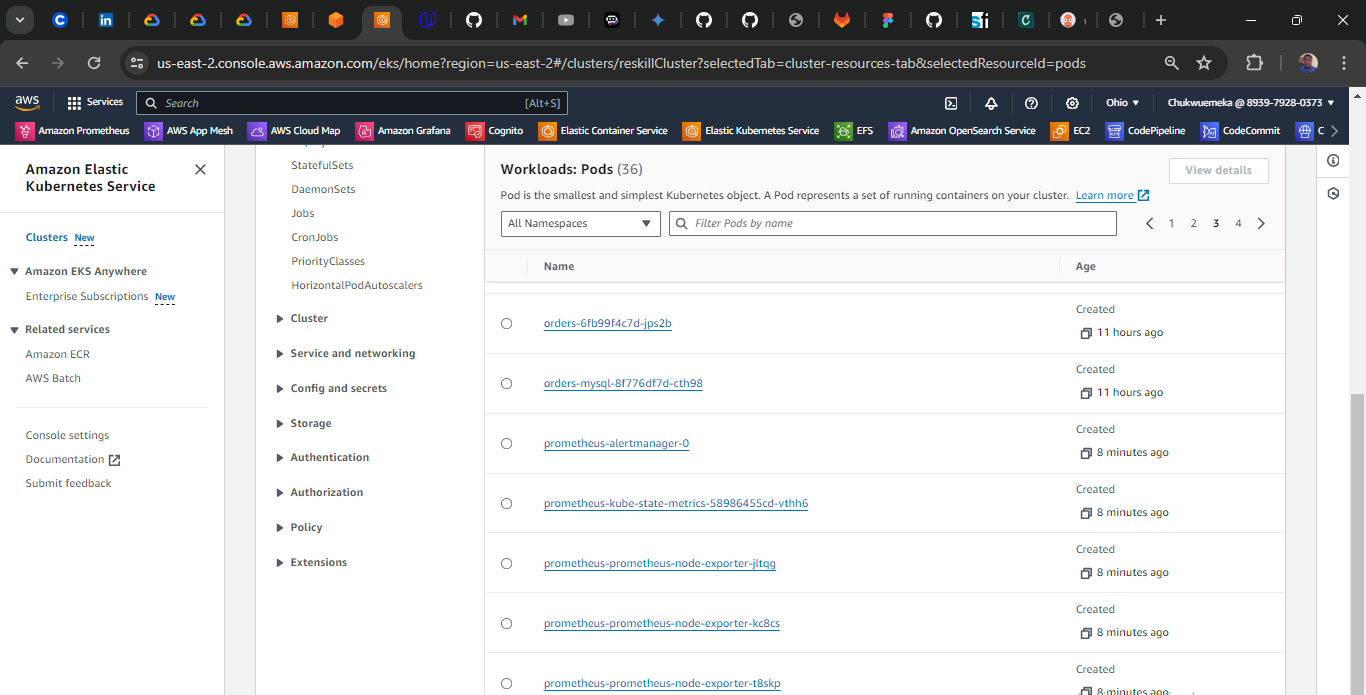 us-east-2.console.aws.amazon.com/eks/home?region=us-east-2#/clusters/reskillCluster?selectedTab=cluster-resources-tab&selectedResourceId=pods
aws
Services
Search
[Alt+S]
Ohio
Chukwuemeka @ 8939-7928-0373
Amazon Prometheus
AWS App Mesh
AWS Cloud Map
Amazon Grafana
Cognito
Elastic Container Service
Elastic Kubernetes Service
EFS
Amazon OpenSearch Service
EC2
CodePipeline
CodeCommit
C
Amazon Elastic
Kubernetes Service
Clusters New
Amazon EKS Anywhere
Enterprise Subscriptions New
Related services
Amazon ECR
AWS Batch
Console settings
Documentation
Submit feedback
StatefulSets
DaemonSets
Jobs
CronJobs
PriorityClasses
HorizontalPodAutoscalers
Cluster
Service and networking
Config and secrets
Storage
Authentication
Authorization
Policy
Extensions
Workloads: Pods (36)
View details
Pod is the smallest and simplest Kubernetes object. A Pod represents a set of running containers on your cluster. Learn more
All Namespaces
Filter Pods by name
1 2 3 4
Name Age
orders-6fb99f4c7d-jps2b
Created
11 hours ago
orders-mysql-8f776df7d-cth98
Created
11 hours ago
prometheus-alertmanager-0
Created
8 minutes ago
prometheus-kube-state-metrics-58986455cd-vthh6
Created
8 minutes ago
prometheus-prometheus-node-exporter-jltqg
Created
8 minutes ago
prometheus-prometheus-node-exporter-kc8cs
Created
8 minutes ago
prometheus-prometheus-node-exporter-t8skp
Created
8 minutes ago